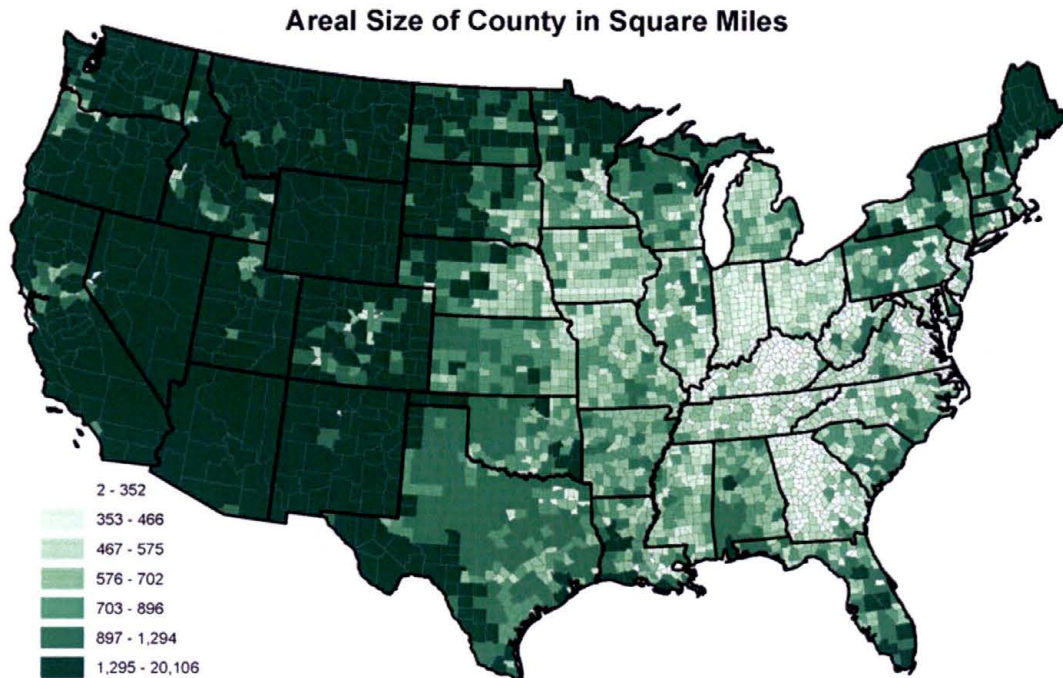 Areal Size of County in Square Miles
2 - 352
353 - 466
467 - 575
576 - 702
703 - 896
897 - 1,294
1,295 - 20,106